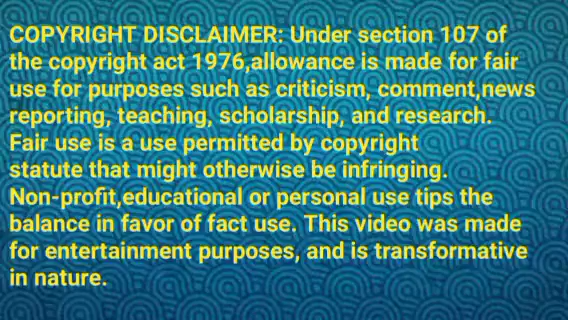 COPYRIGHT DISCLAIMER: Under section 107 of
the copyright act 1976,allowance is made for fair
use for purposes such as criticism, comment,news
reporting, teaching, scholarship, and research.
Fair use is a use permitted by copyright
statute that might otherwise be infringing.
Non-profit,educational or personal use tips the
balance in favor of fact use. This video was made
for entertainment purposes, and is transformative
in nature.